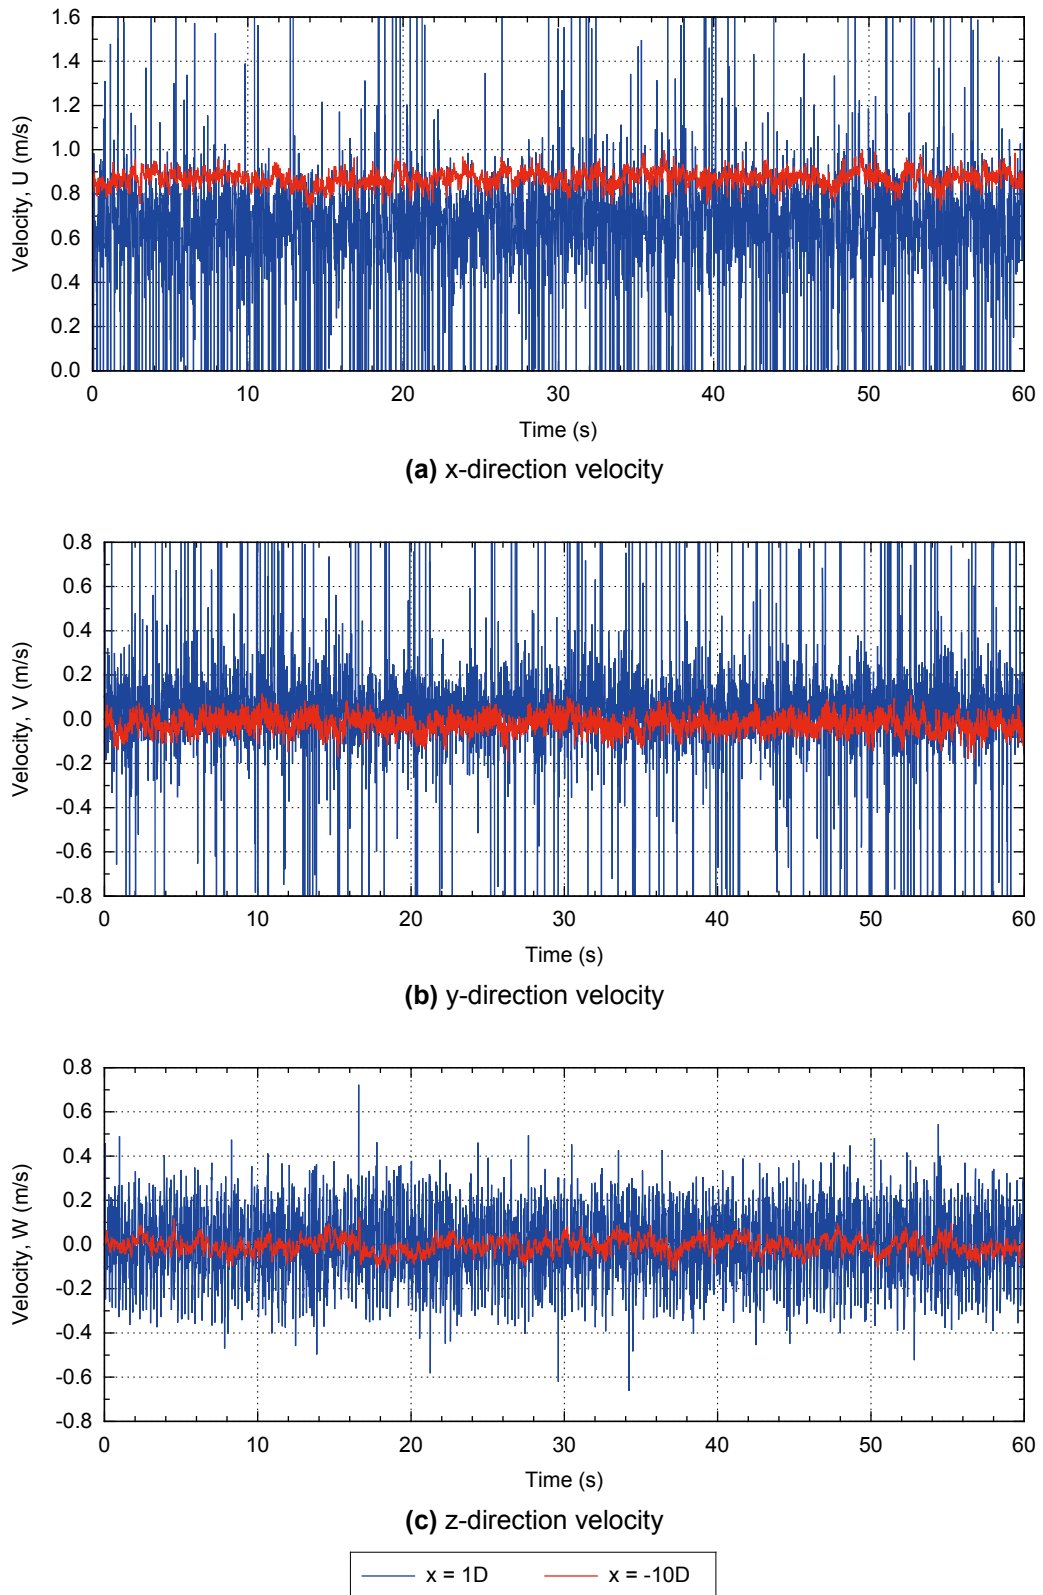 1.6
1.4
1.2
1.0
0.8
0.6
0.4
0.2
0.0
Velocity, U (m/s)
0 10 20 30 40 50 60
Time (s)
(a) x-direction velocity
0.8
0.6
0.4
0.2
0.0
-0.2
-0.4
-0.6
-0.8
Velocity, V (m/s)
0 10 20 30 40 50 60
Time (s)
(b) y-direction velocity
0.8
0.6
0.4
0.2
0.0
-0.2
-0.4
-0.6
-0.8
Velocity, W (m/s)
0 10 20 30 40 50 60
Time (s)
(c) z-direction velocity
x = 1D x = -10D